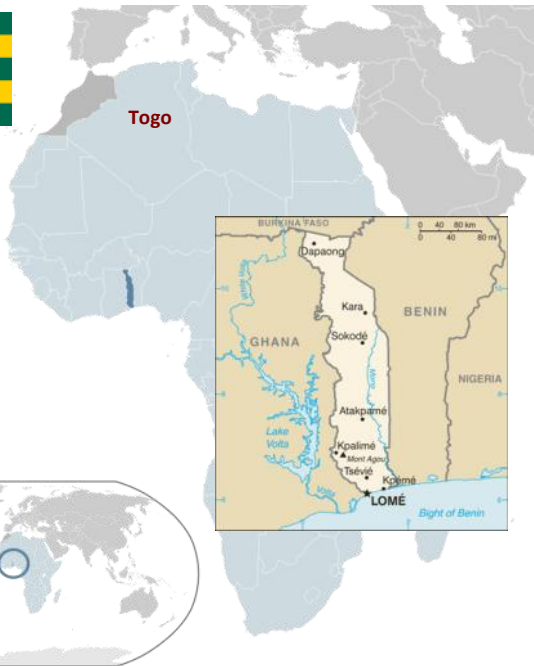 Togo
BURKINA FASO
0 40 80 km
0 40 80 mi
Dapaong
Kara
BENIN
GHANA
Sokodé
NIGERIA
Mono
Atakpamé
Lake
Volta
Kpalimé
Mont Agou
Tsévié
Kpémé
LOMÉ
Bight of Benin